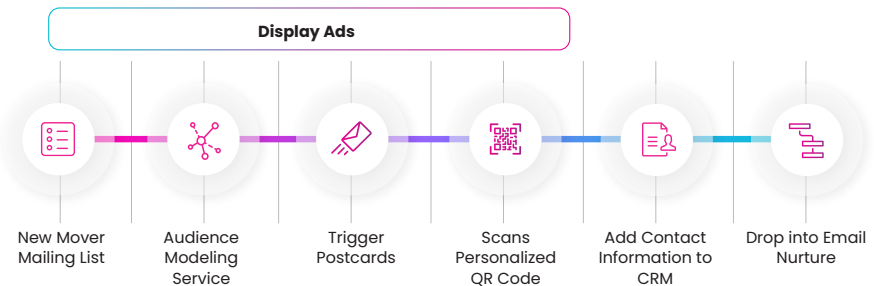 Display Ads
New Mover
Mailing List
Audience
Modeling
Service
Trigger
Postcards
Scans
Personalized
QR Code
Add Contact
Information to
CRM
Drop into Email
Nurture